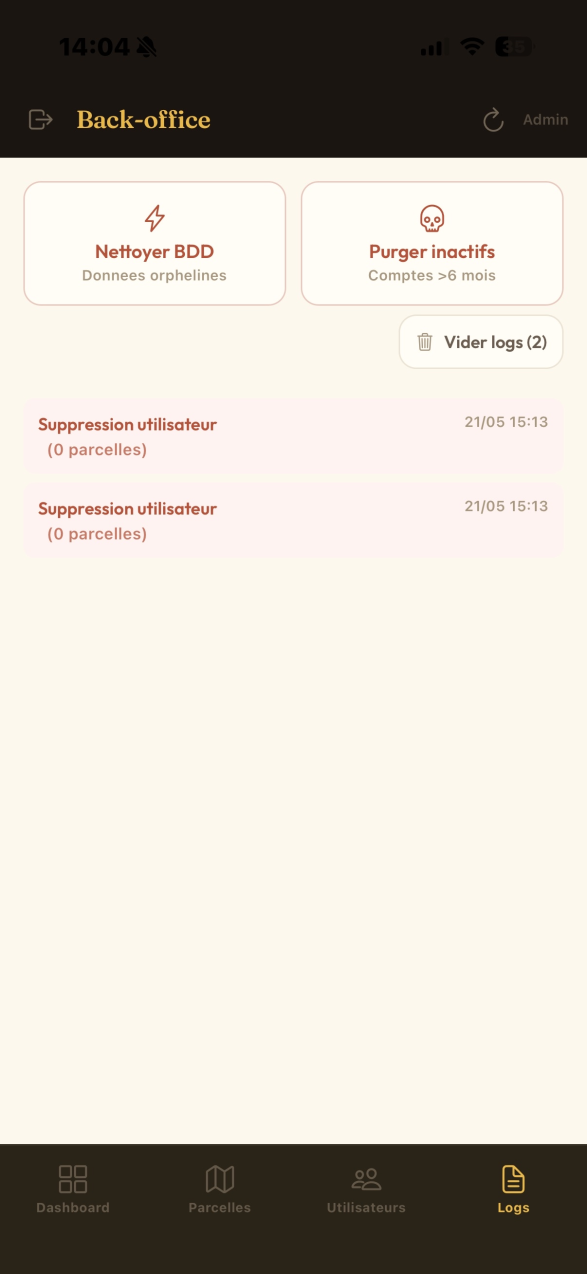 14:04
35
Back-office
Admin
Nettoyer BDD
Donnees orphelines
Purger inactifs
Comptes >6 mois
Vider logs (2)
Suppression utilisateur
21/05 15:13
(0 parcelles)
Suppression utilisateur
21/05 15:13
(0 parcelles)
Dashboard
Parcelles
Utilisateurs
Logs